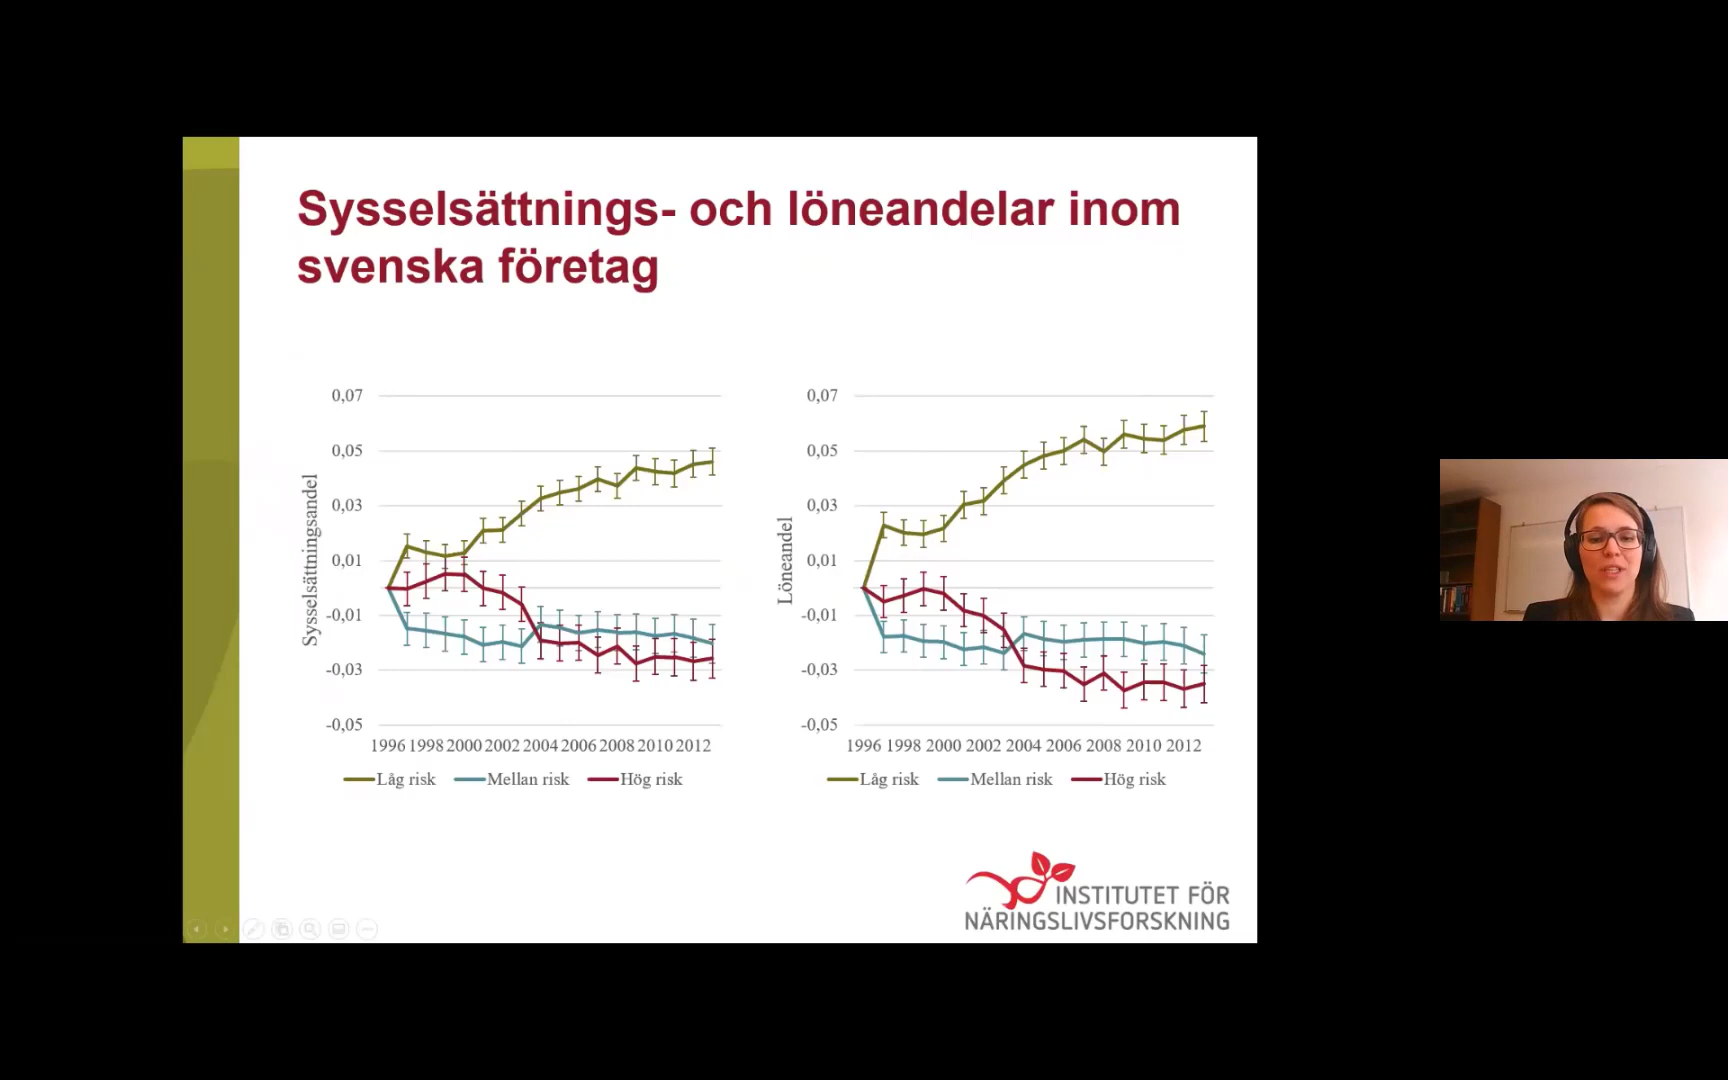 Sysselsättnings- och löneandelar inom
svenska företag
Sysselsättningsandel
0,07
0,05
0,03
0,01
-0,01
-0,03
-0,05
1996 1998 2000 2002 2004 2006 2008 2010 2012
Låg risk Mellan risk Hög risk
Löneandel
0,07
0,05
0,03
0,01
-0,01
-0,03
-0,05
1996 1998 2000 2002 2004 2006 2008 2010 2012
Låg risk Mellan risk Hög risk
INSTITUTET FÖR
NÄRINGSLIVSFORSKNING